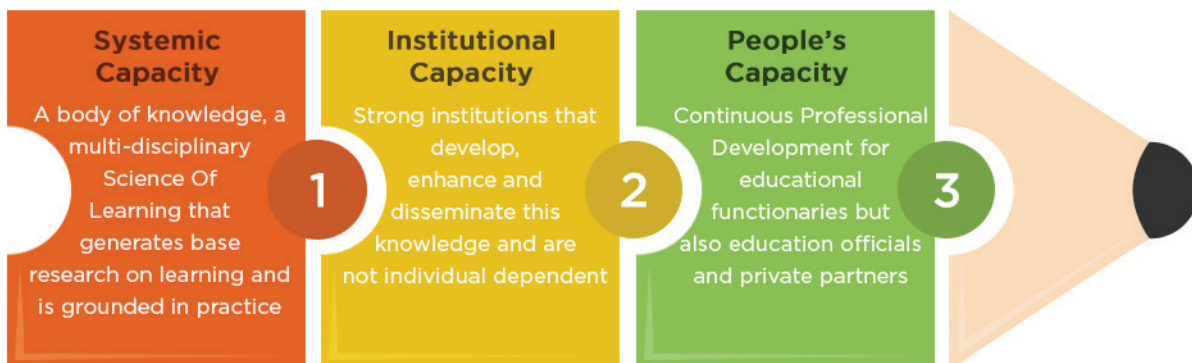 Systemic
Capacity
A body of knowledge, a
multi-disciplinary
Science Of
Learning that
generates base
research on learning and
is grounded in practice
1
Institutional
Capacity
Strong institutions that
develop,
enhance and
disseminate this
knowledge and are
not individual dependent
2
People's
Capacity
Continuous Professional
Development for
educational
functionaries but
also education officials
and private partners
3